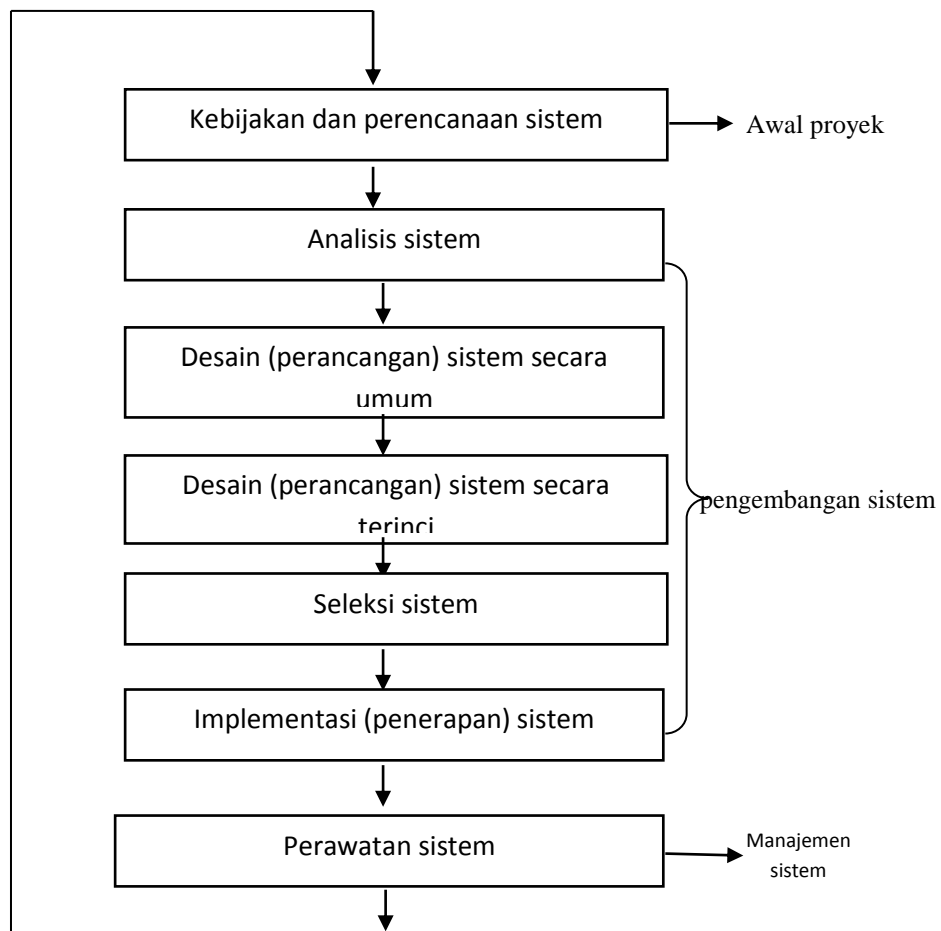 Kebijakan dan perencanaan sistem
Awal proyek
Analisis sistem
Desain (perancangan) sistem secara
umum
Desain (perancangan) sistem secara
terinci
pengembangan sistem
Seleksi sistem
Implementasi (penerapan) sistem
Perawatan sistem
Manajemen
sistem